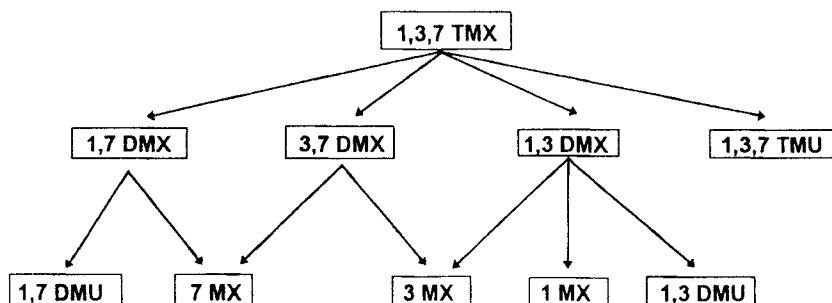 1,3,7 TMX
1,7 DMX 3,7 DMX 1,3 DMX 1,3,7 TMU
1,7 DMU 7 MX 3 MX 1 MX 1,3 DMU